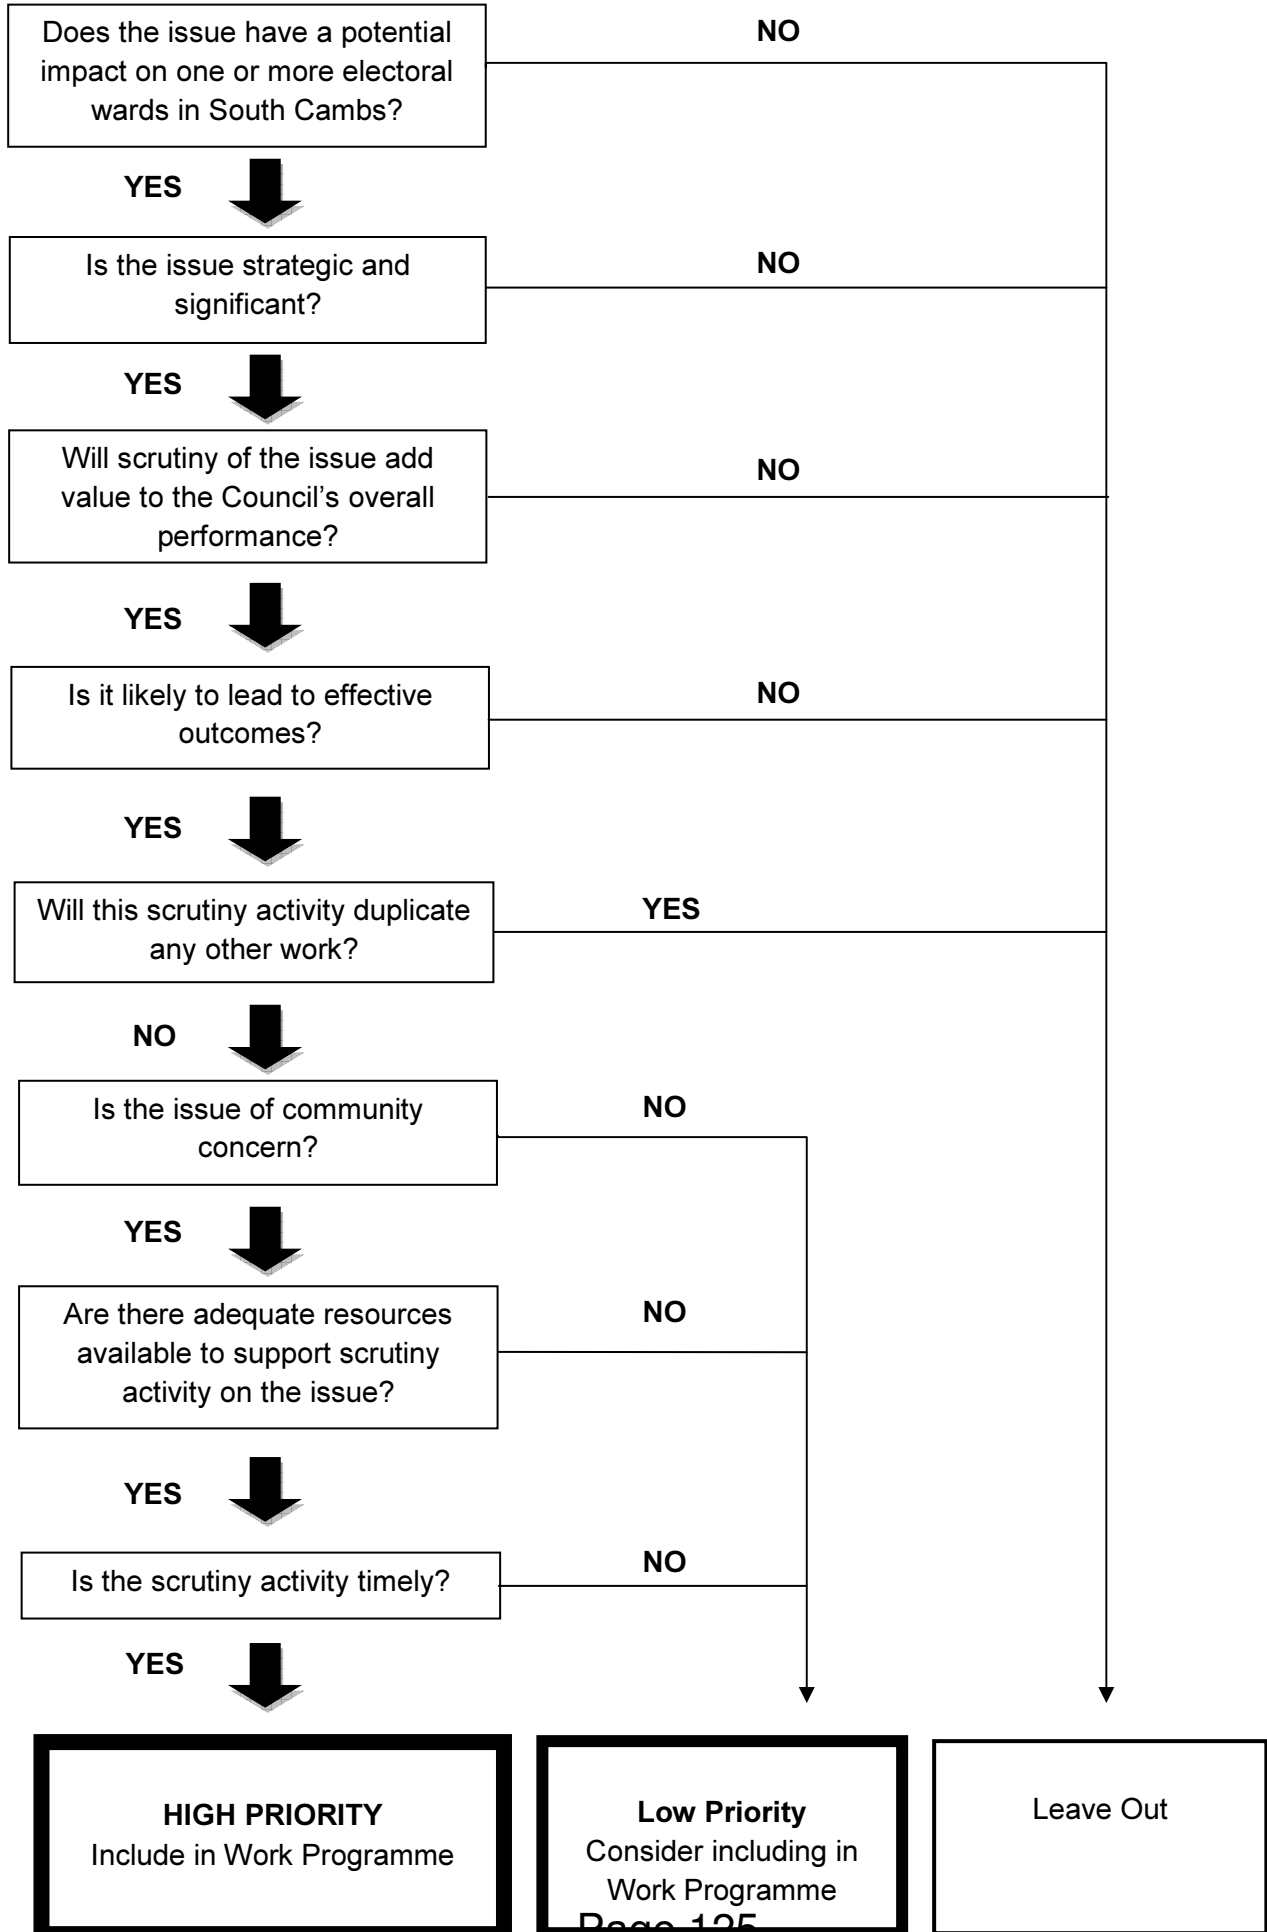 Does the issue have a potential
impact on one or more electoral
wards in South Cambs?
NO
YES
Is the issue strategic and
significant?
NO
YES
Will scrutiny of the issue add
value to the Council’s overall
performance?
NO
YES
Is it likely to lead to effective
outcomes?
NO
YES
Will this scrutiny activity duplicate
any other work?
YES
NO
Is the issue of community
concern?
NO
YES
Are there adequate resources
available to support scrutiny
activity on the issue?
NO
YES
Is the scrutiny activity timely?
NO
YES
HIGH PRIORITY
Include in Work Programme
Low Priority
Consider including in
Work Programme
Leave Out
Page 125